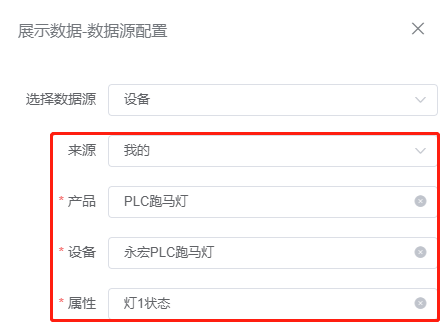 展示数据-数据源配置
选择数据源 设备
来源 我的
* 产品 PLC跑马灯
* 设备 永宏PLC跑马灯
* 属性 灯1状态